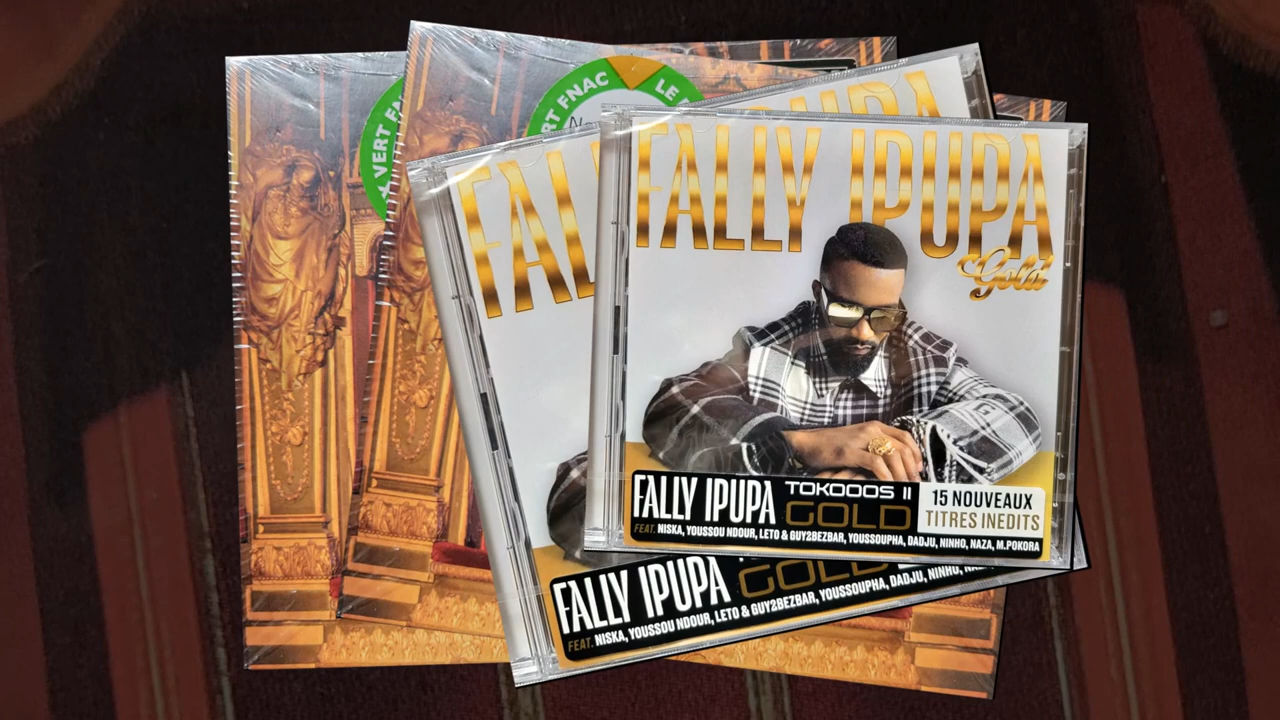 VERT FNAC
LE
FALLY IPUPA
Gold
FALLY IPUPA
TOKOOOS II
GOLD
15 NOUVEAUX
TITRES INEDITS
FEAT. NISKA, YOUSSOU NDOUR, LETO & GUY2BEZBAR, YOUSSOUPHA, DADJU, NINHO, NAZA, M.POKORA
FALLY IPUPA
GOLD
FEAT. NISKA, YOUSSOU NDOUR, LETO & GUY2BEZBAR, YOUSSOUPHA, DADJU, NINHO,